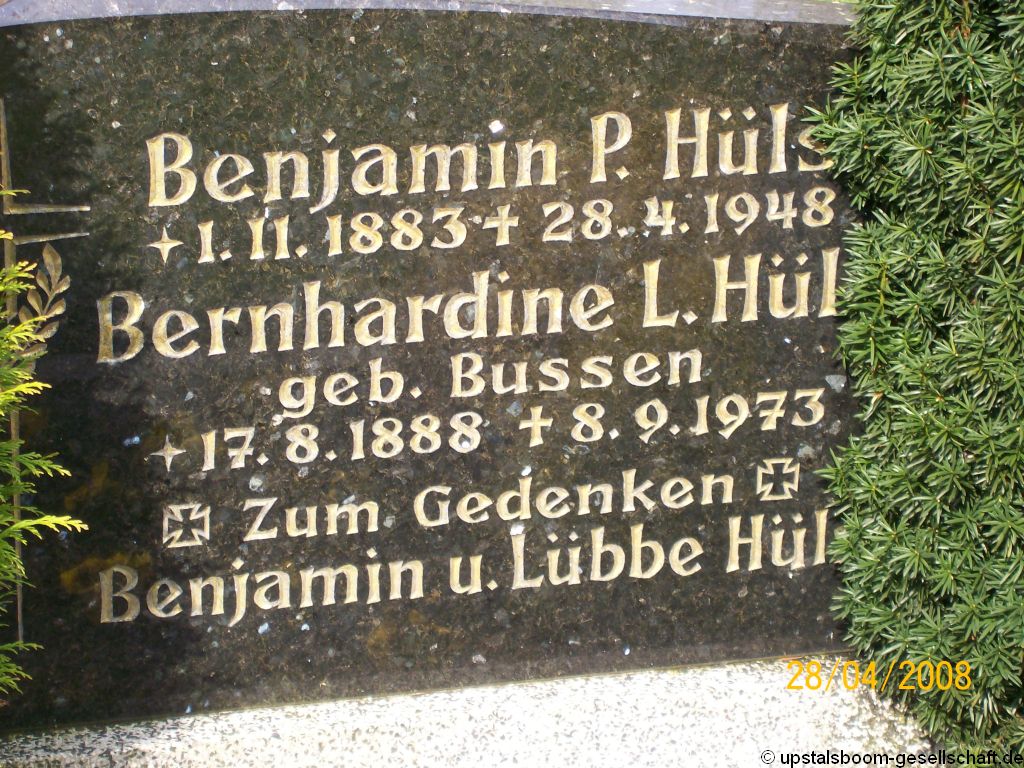 Benjamin P. Hüls
1. 11. 1883 ✝ 28. 4. 1948
Bernhardine L. Hül
geb. Bussen
17. 8. 1888 ✝ 8. 9. 1973
Zum Gedenken
Benjamin u. Lübbe Hül
28/04/2008
© upstalsboom-gesellschaft.de